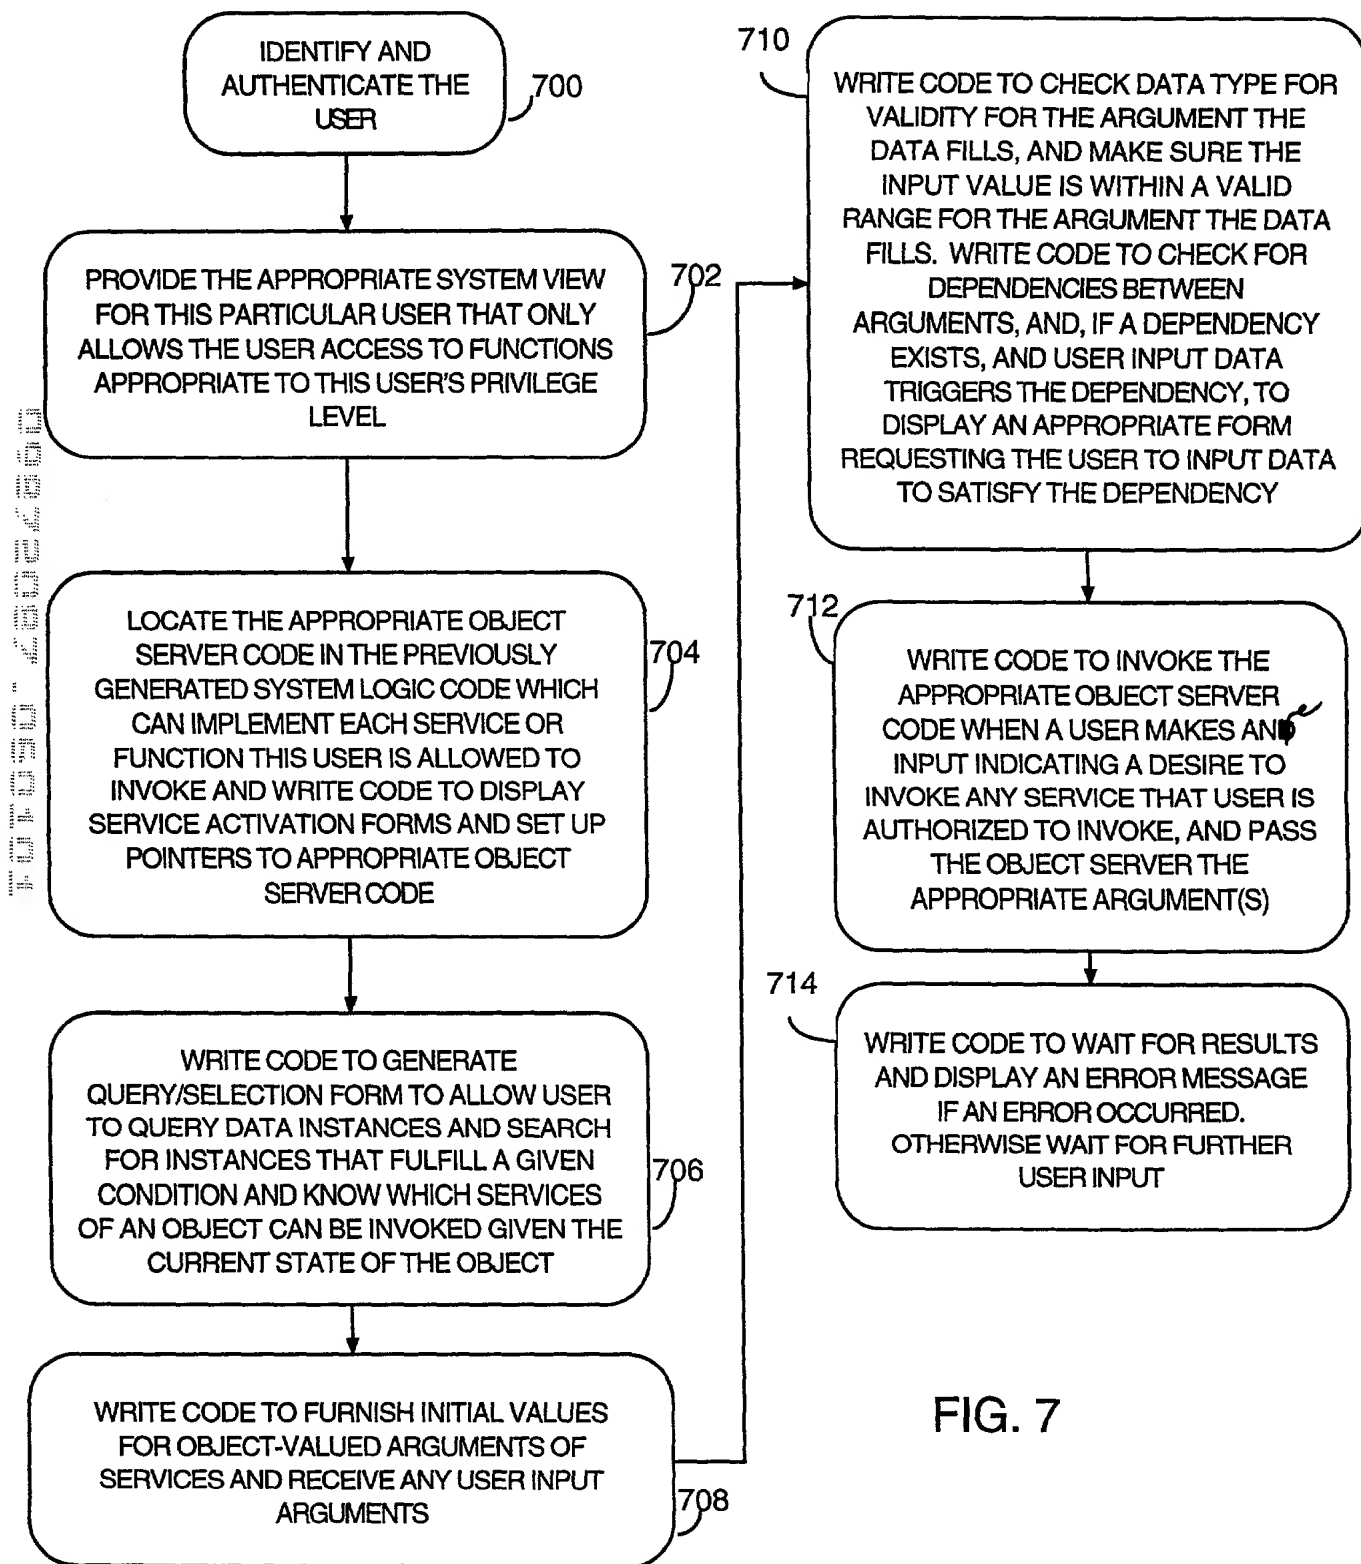 IDENTIFY AND
AUTHENTICATE THE
USER
700
PROVIDE THE APPROPRIATE SYSTEM VIEW
FOR THIS PARTICULAR USER THAT ONLY
ALLOWS THE USER ACCESS TO FUNCTIONS
APPROPRIATE TO THIS USER'S PRIVILEGE
LEVEL
702
LOCATE THE APPROPRIATE OBJECT
SERVER CODE IN THE PREVIOUSLY
GENERATED SYSTEM LOGIC CODE WHICH
CAN IMPLEMENT EACH SERVICE OR
FUNCTION THIS USER IS ALLOWED TO
INVOKE AND WRITE CODE TO DISPLAY
SERVICE ACTIVATION FORMS AND SET UP
POINTERS TO APPROPRIATE OBJECT
SERVER CODE
704
WRITE CODE TO GENERATE
QUERY/SELECTION FORM TO ALLOW USER
TO QUERY DATA INSTANCES AND SEARCH
FOR INSTANCES THAT FULFILL A GIVEN
CONDITION AND KNOW WHICH SERVICES
OF AN OBJECT CAN BE INVOKED GIVEN THE
CURRENT STATE OF THE OBJECT
706
WRITE CODE TO FURNISH INITIAL VALUES
FOR OBJECT-VALUED ARGUMENTS OF
SERVICES AND RECEIVE ANY USER INPUT
ARGUMENTS
708
710
WRITE CODE TO CHECK DATA TYPE FOR
VALIDITY FOR THE ARGUMENT THE
DATA FILLS, AND MAKE SURE THE
INPUT VALUE IS WITHIN A VALID
RANGE FOR THE ARGUMENT THE DATA
FILLS. WRITE CODE TO CHECK FOR
DEPENDENCIES BETWEEN
ARGUMENTS, AND, IF A DEPENDENCY
EXISTS, AND USER INPUT DATA
TRIGGERS THE DEPENDENCY, TO
DISPLAY AN APPROPRIATE FORM
REQUESTING THE USER TO INPUT DATA
TO SATISFY THE DEPENDENCY
712
WRITE CODE TO INVOKE THE
APPROPRIATE OBJECT SERVER
CODE WHEN A USER MAKES AN
INPUT INDICATING A DESIRE TO
INVOKE ANY SERVICE THAT USER IS
AUTHORIZED TO INVOKE, AND PASS
THE OBJECT SERVER THE
APPROPRIATE ARGUMENT(S)
714
WRITE CODE TO WAIT FOR RESULTS
AND DISPLAY AN ERROR MESSAGE
IF AN ERROR OCCURRED.
OTHERWISE WAIT FOR FURTHER
USER INPUT
FIG. 7